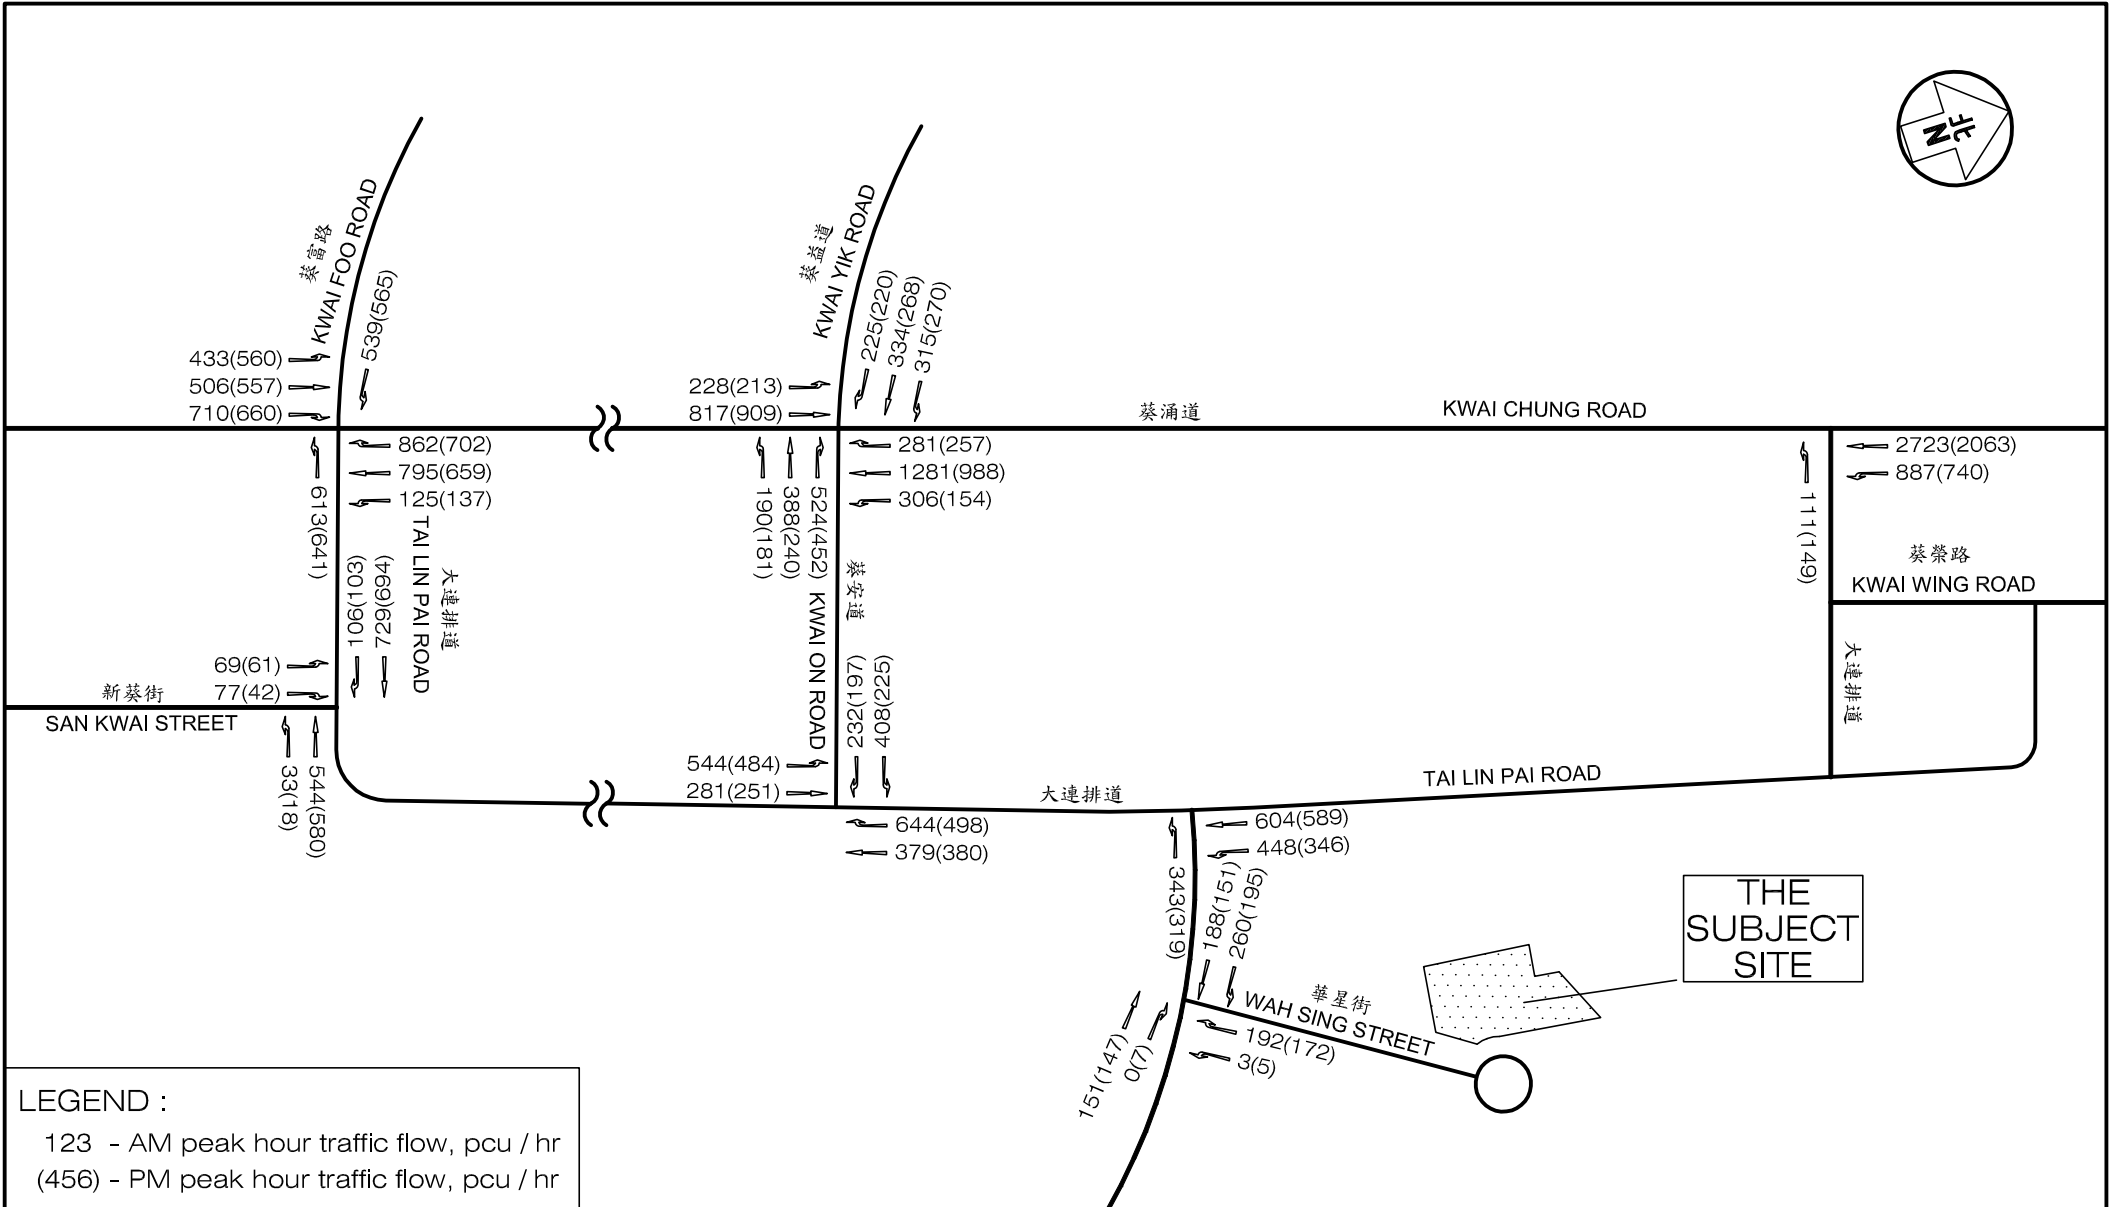 北
N
葵富路
KWAI FOO ROAD
539(565)
433(560)
506(557)
710(660)
葵益道
KWAI YIK ROAD
225(220)
334(268)
315(270)
228(213)
817(909)
葵涌道
KWAI CHUNG ROAD
862(702)
795(659)
125(137)
613(641)
281(257)
1281(988)
306(154)
190(181)
388(240)
524(452)
2723(2063)
887(740)
111(149)
葵榮路
KWAI WING ROAD
大連排道
TAI LIN PAI ROAD
106(103)
729(694)
葵安道
KWAI ON ROAD
232(197)
408(225)
大連排道
69(61)
77(42)
新葵街
SAN KWAI STREET
33(18)
544(580)
544(484)
281(251)
大連排道
TAI LIN PAI ROAD
644(498)
379(380)
604(589)
448(346)
343(319)
188(151)
260(195)
THE
SUBJECT
SITE
華星街
WAH SING STREET
192(172)
3(5)
151(147)
0(7)
LEGEND :
123 - AM peak hour traffic flow, pcu / hr
(456) - PM peak hour traffic flow, pcu / hr